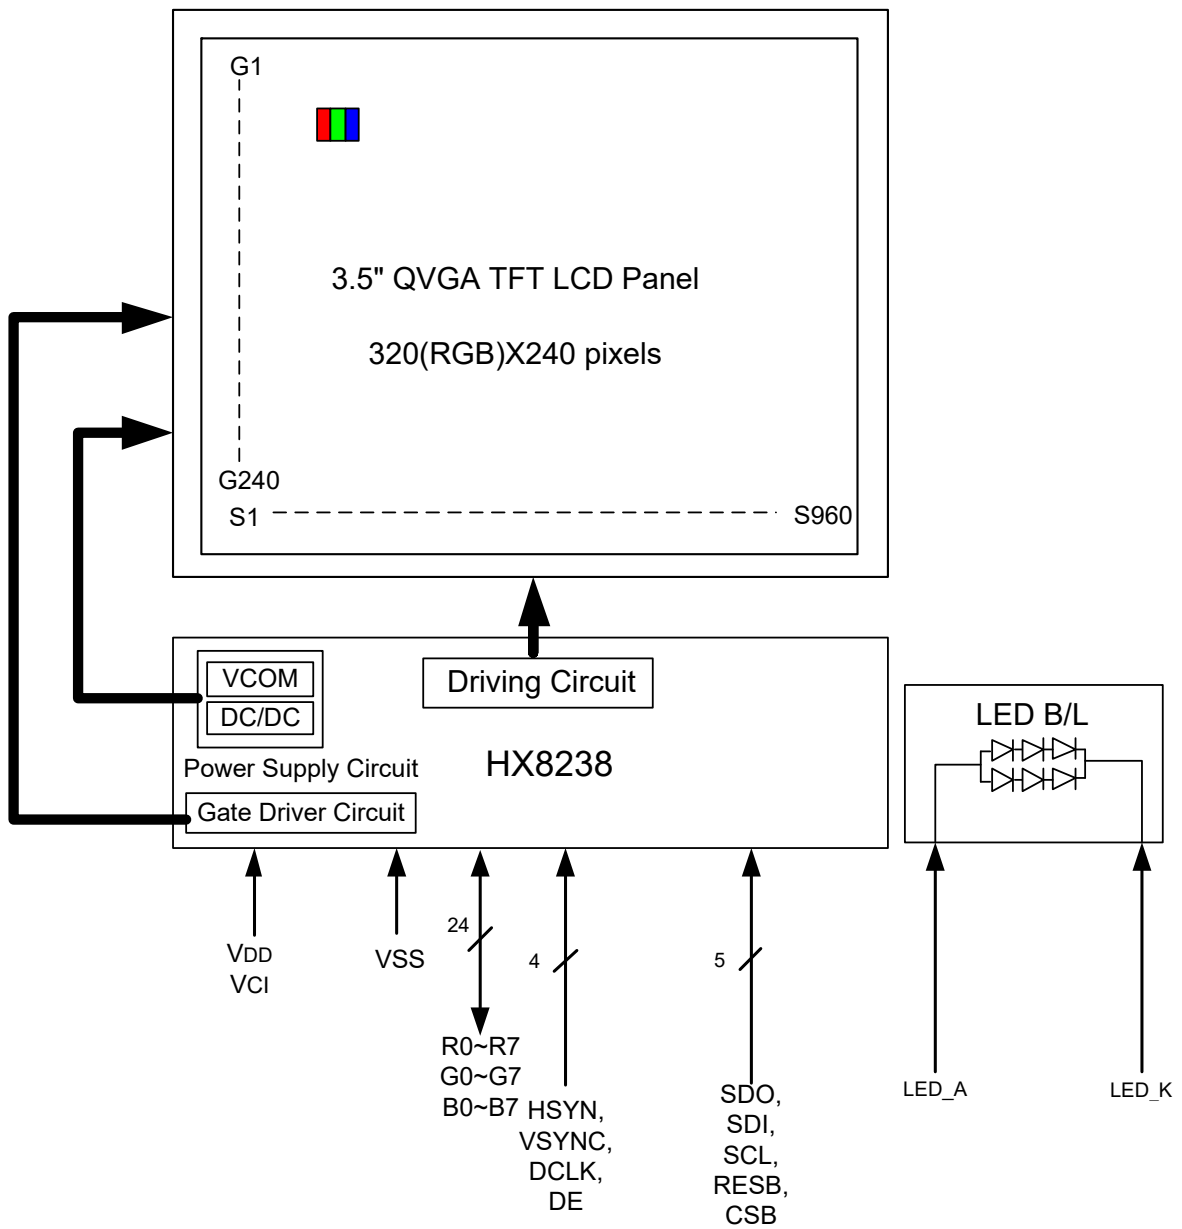 G1
3.5" QVGA TFT LCD Panel
320(RGB)X240 pixels
G240
S1
S960
VCOM
DC/DC
Power Supply Circuit
Gate Driver Circuit
Driving Circuit
HX8238
LED B/L
VDD
VCI
VSS
24
R0~R7
G0~G7
B0~B7
4
HSYN,
VSYNC,
DCLK,
DE
5
SDO,
SDI,
SCL,
RESB,
CSB
LED_A
LED_K